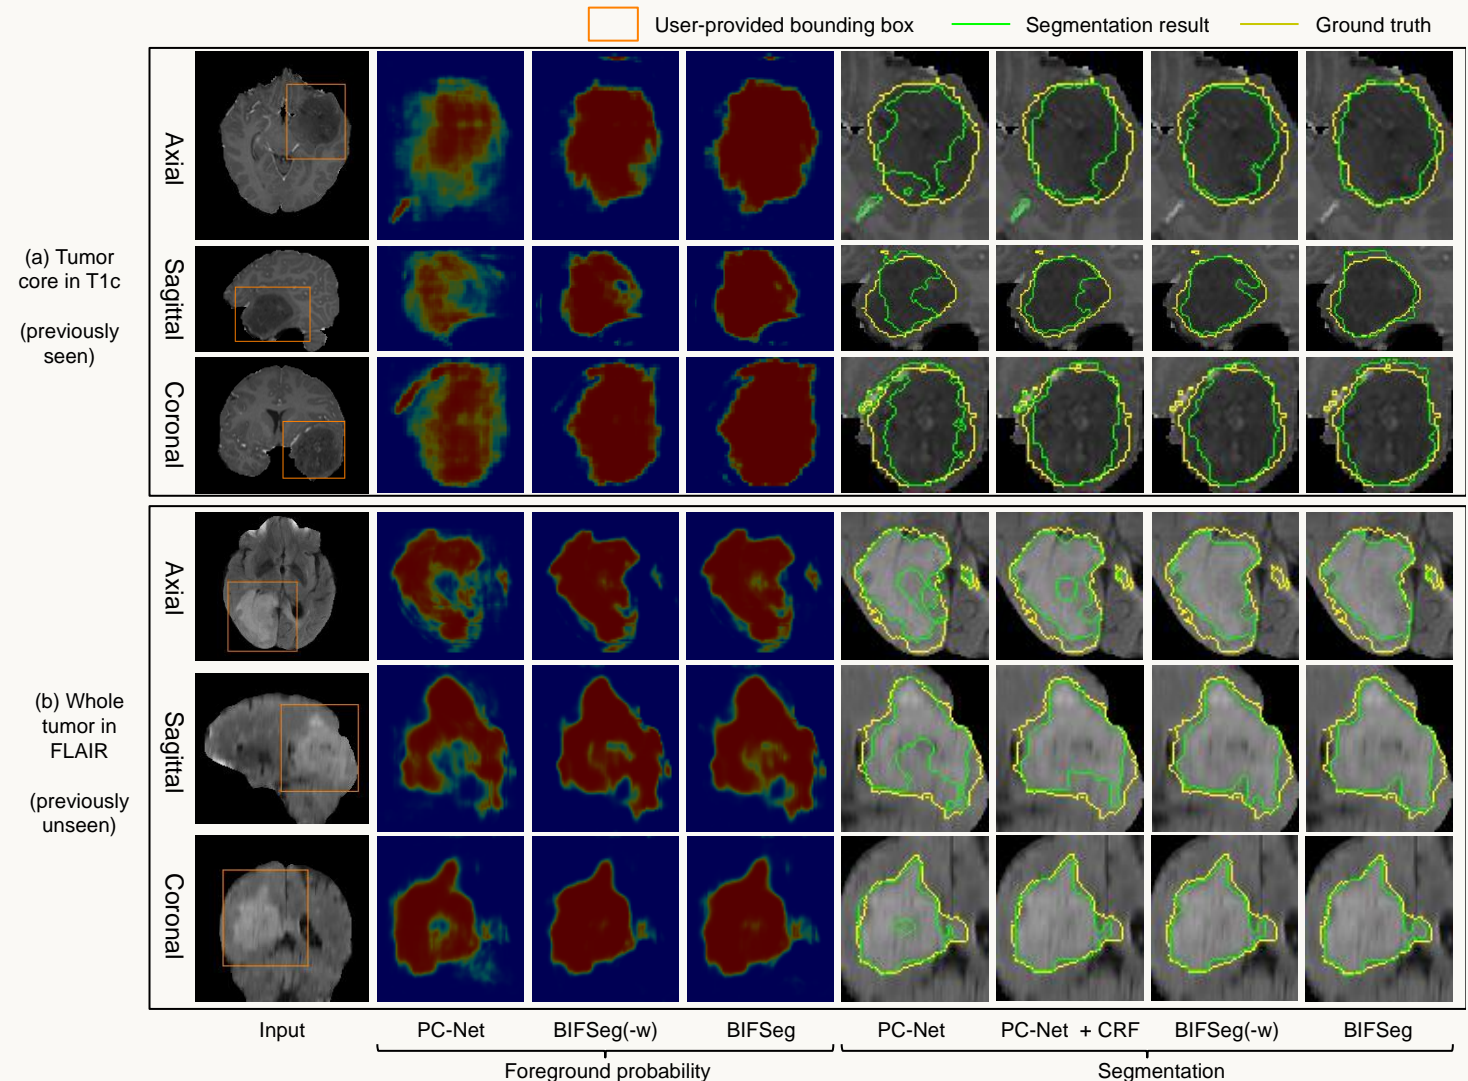 User-provided bounding box
Segmentation result
Ground truth
(a) Tumor
core in T1c
(previously
seen)
Axial
Sagittal
Coronal
(b) Whole
tumor in
FLAIR
(previously
unseen)
Axial
Sagittal
Coronal
Input
PC-Net
BIFSeg(-w)
BIFSeg
PC-Net
PC-Net + CRF
BIFSeg(-w)
BIFSeg
Foreground probability
Segmentation